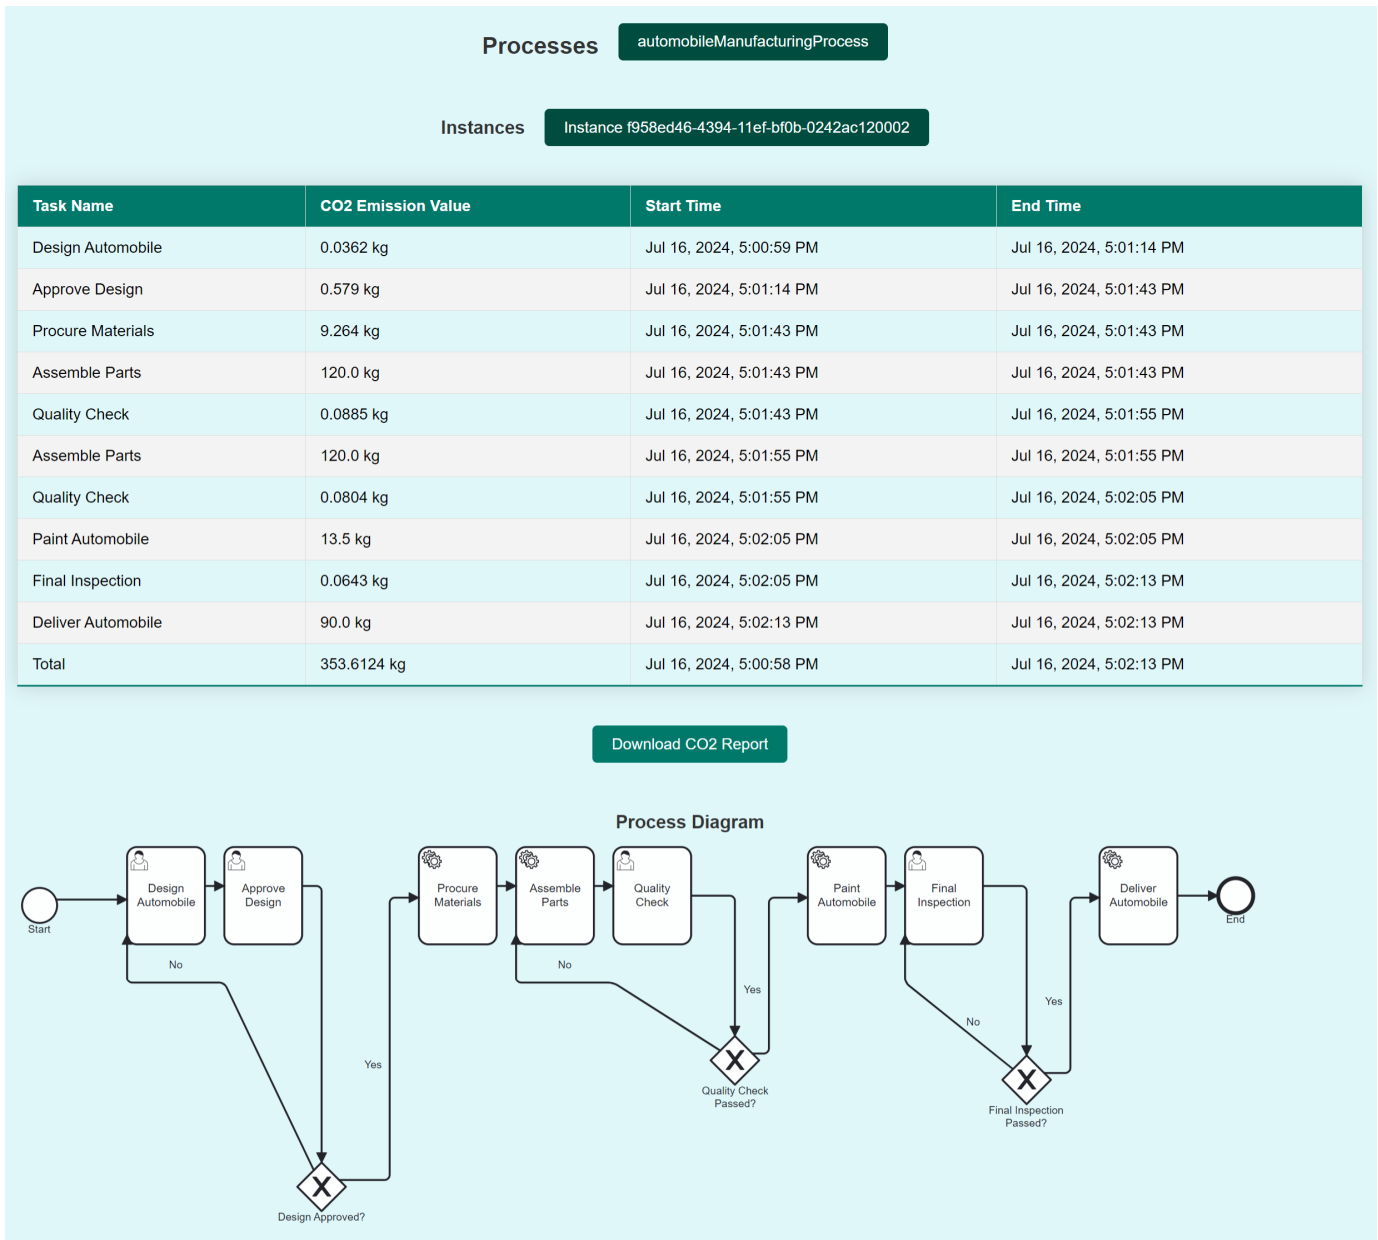 Processes automobileManufacturingProcess
Instances Instance f958ed46-4394-11ef-bf0b-0242ac120002
Task Name CO2 Emission Value Start Time End Time
Design Automobile 0.0362 kg Jul 16, 2024, 5:00:59 PM Jul 16, 2024, 5:01:14 PM
Approve Design 0.579 kg Jul 16, 2024, 5:01:14 PM Jul 16, 2024, 5:01:43 PM
Procure Materials 9.264 kg Jul 16, 2024, 5:01:43 PM Jul 16, 2024, 5:01:43 PM
Assemble Parts 120.0 kg Jul 16, 2024, 5:01:43 PM Jul 16, 2024, 5:01:43 PM
Quality Check 0.0885 kg Jul 16, 2024, 5:01:43 PM Jul 16, 2024, 5:01:55 PM
Assemble Parts 120.0 kg Jul 16, 2024, 5:01:55 PM Jul 16, 2024, 5:01:55 PM
Quality Check 0.0804 kg Jul 16, 2024, 5:01:55 PM Jul 16, 2024, 5:02:05 PM
Paint Automobile 13.5 kg Jul 16, 2024, 5:02:05 PM Jul 16, 2024, 5:02:05 PM
Final Inspection 0.0643 kg Jul 16, 2024, 5:02:05 PM Jul 16, 2024, 5:02:13 PM
Deliver Automobile 90.0 kg Jul 16, 2024, 5:02:13 PM Jul 16, 2024, 5:02:13 PM
Total 353.6124 kg Jul 16, 2024, 5:00:58 PM Jul 16, 2024, 5:02:13 PM
Download CO2 Report
Process Diagram
Start
Design
Automobile
Approve
Design
No
Design Approved?
Yes
Procure
Materials
Assemble
Parts
Quality
Check
No
Quality Check
Passed?
Yes
Paint
Automobile
Final
Inspection
No
Final Inspection
Passed?
Yes
Deliver
Automobile
End